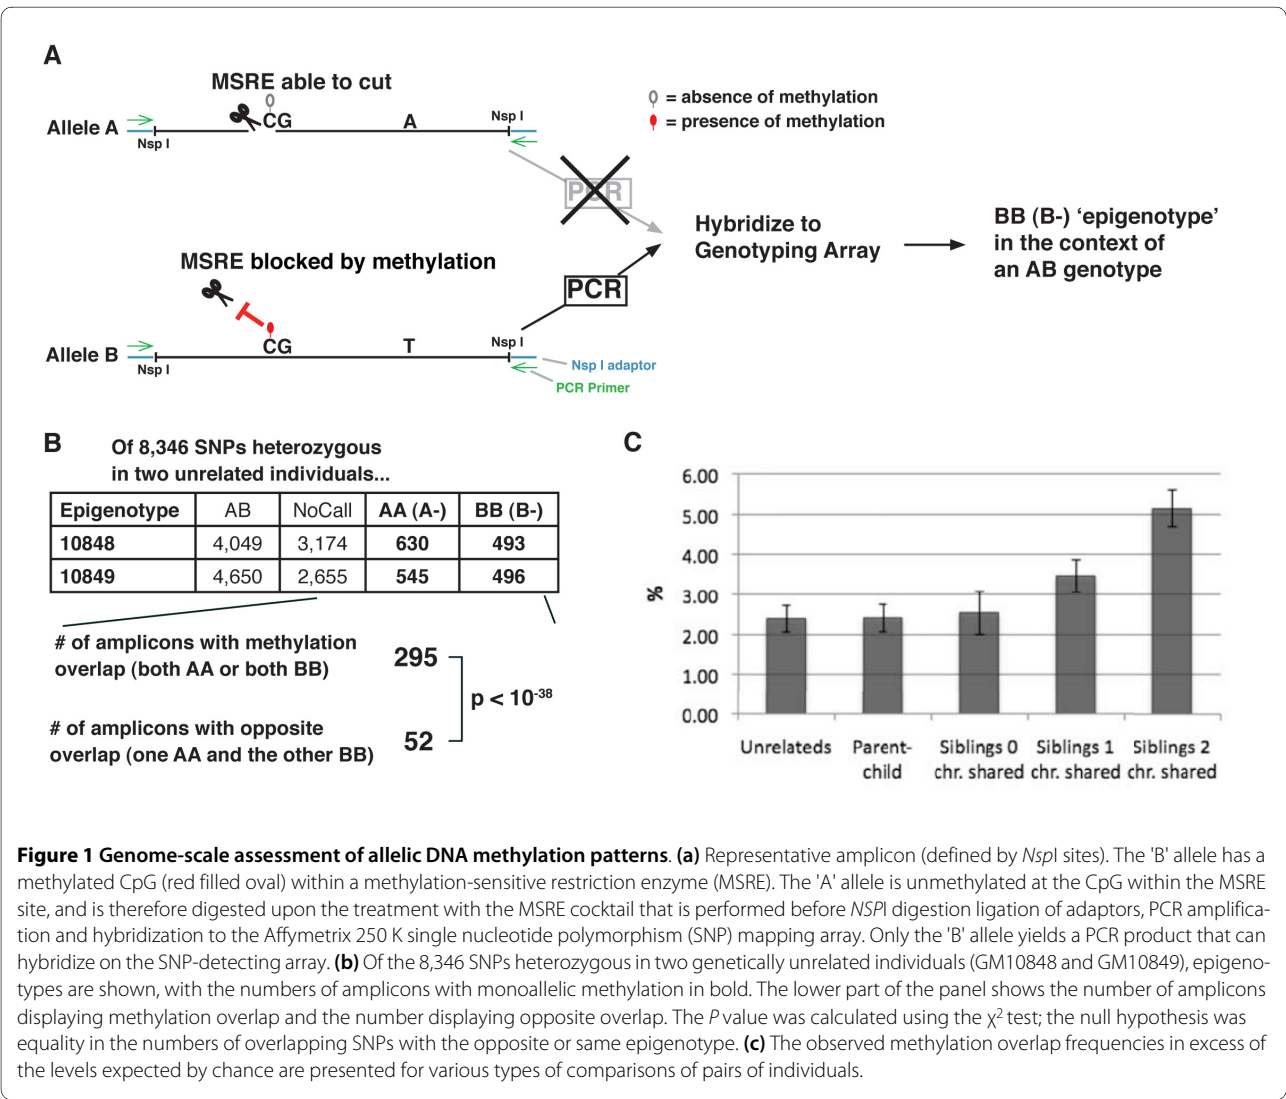 A
MSRE able to cut
Allele A
CG
A
Nsp I
Nsp I
= absence of methylation
= presence of methylation
PCR
Hybridize to
Genotyping Array
BB (B-) ‘epigenotype’
in the context of
an AB genotype
MSRE blocked by methylation
PCR
Allele B
CG
T
Nsp I
Nsp I
Nsp I adaptor
PCR Primer
B
Of 8,346 SNPs heterozygous
in two unrelated individuals...
Epigenotype AB NoCall AA (A-) BB (B-)
10848 4,049 3,174 630 493
10849 4,650 2,655 545 496
# of amplicons with methylation
overlap (both AA or both BB)
295
p < 10-38
# of amplicons with opposite
overlap (one AA and the other BB)
52
C
6.00
5.00
4.00
3.00
2.00
1.00
0.00
%
Unrelateds
Parent-
child
Siblings 0
chr. shared
Siblings 1
chr. shared
Siblings 2
chr. shared
Figure 1 Genome-scale assessment of allelic DNA methylation patterns. (a) Representative amplicon (defined by NspI sites). The 'B' allele has a
methylated CpG (red filled oval) within a methylation-sensitive restriction enzyme (MSRE). The 'A' allele is unmethylated at the CpG within the MSRE
site, and is therefore digested upon the treatment with the MSRE cocktail that is performed before NSPI digestion ligation of adaptors, PCR amplifica-
tion and hybridization to the Affymetrix 250 K single nucleotide polymorphism (SNP) mapping array. Only the 'B' allele yields a PCR product that can
hybridize on the SNP-detecting array. (b) Of the 8,346 SNPs heterozygous in two genetically unrelated individuals (GM10848 and GM10849), epigeno-
types are shown, with the numbers of amplicons with monoallelic methylation in bold. The lower part of the panel shows the number of amplicons
displaying methylation overlap and the number displaying opposite overlap. The P value was calculated using the χ2 test; the null hypothesis was
equality in the numbers of overlapping SNPs with the opposite or same epigenotype. (c) The observed methylation overlap frequencies in excess of
the levels expected by chance are presented for various types of comparisons of pairs of individuals.